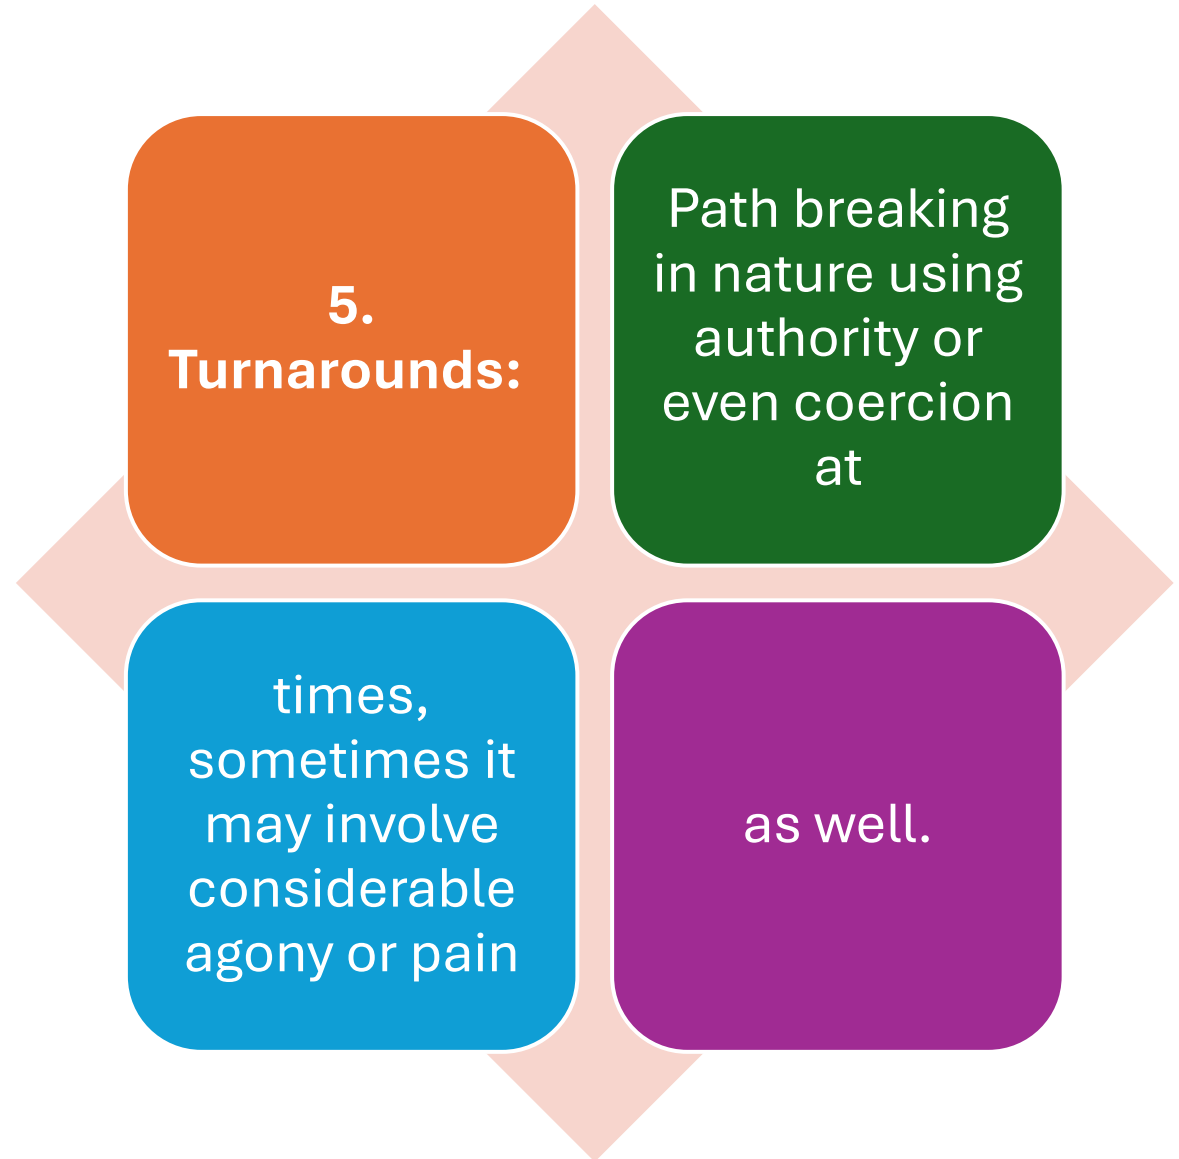 5.
Turnarounds:
Path breaking
in nature using
authority or
even coercion
at
times,
sometimes it
may involve
considerable
agony or pain
as well.